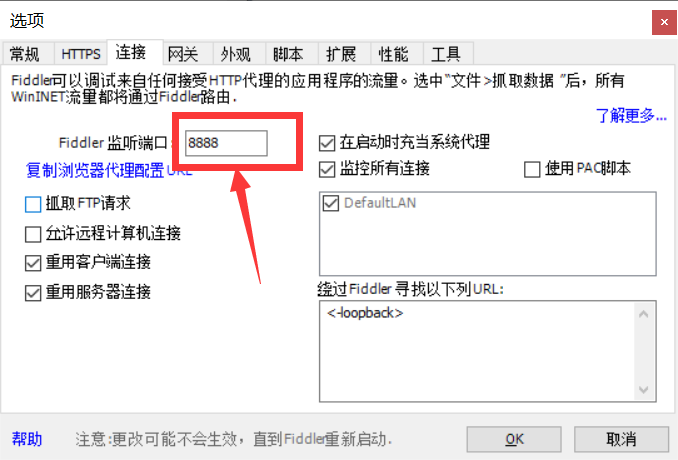 选项
常规 HTTPS 连接 网关 外观 脚本 扩展 性能 工具
Fiddler可以调试来自任何接受HTTP代理的应用程序的流量。选中“文件>抓取数据 ”后，所有
WinINET流量都将通过Fiddler路由.
了解更多...
Fiddler 监听端口: 8888
复制浏览器代理配置 URL
抓取FTP请求
允许远程计算机连接
重用客户端连接
重用服务器连接
在启动时充当系统代理
监控所有连接 使用PAC脚本
DefaultLAN
绕过Fiddler 寻找以下列URL:
<-loopback>
帮助 注意:更改可能不会生效，直到Fiddler重新启动. OK 取消